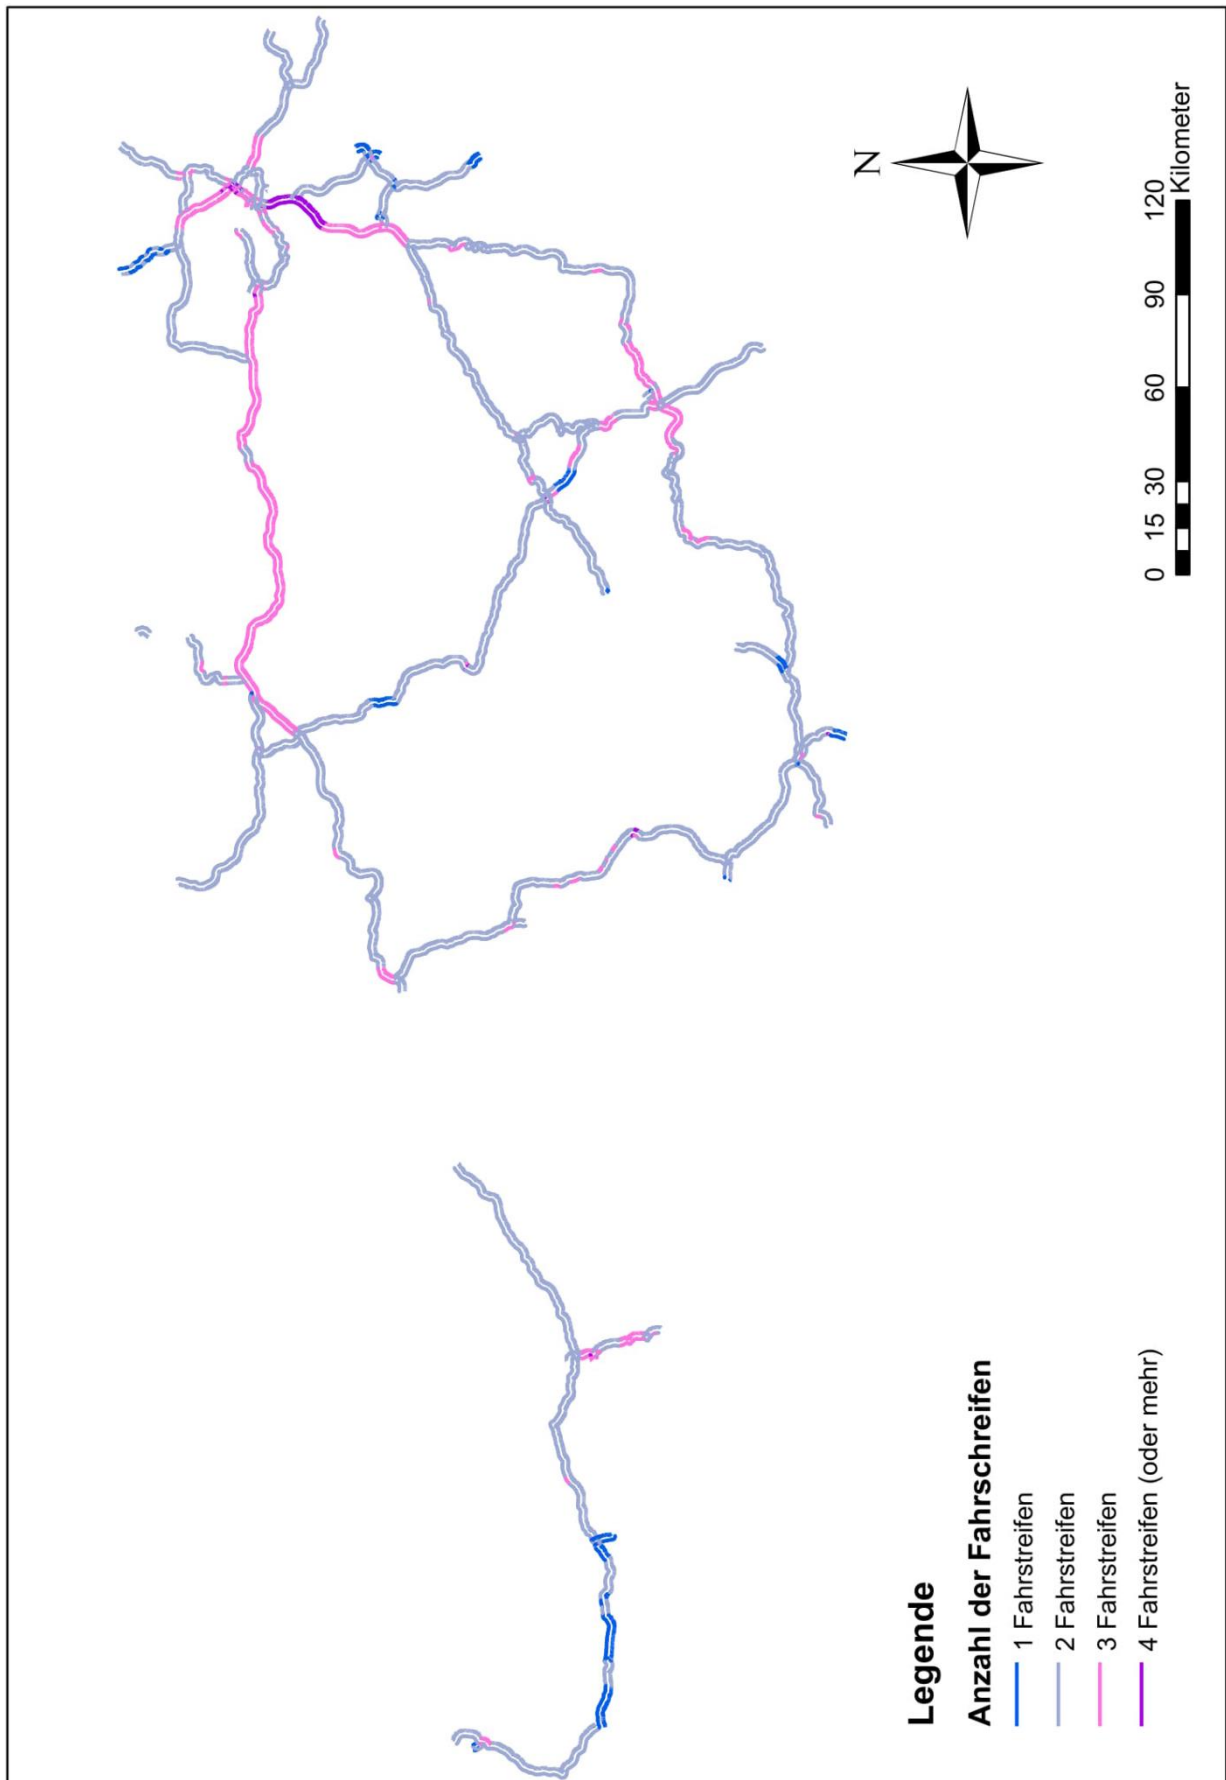 Legende
Anzahl der Fahrschreifen
1 Fahrstreifen
2 Fahrstreifen
3 Fahrstreifen
4 Fahrstreifen (oder mehr)
N
0 15 30 60 90 120
Kilometer